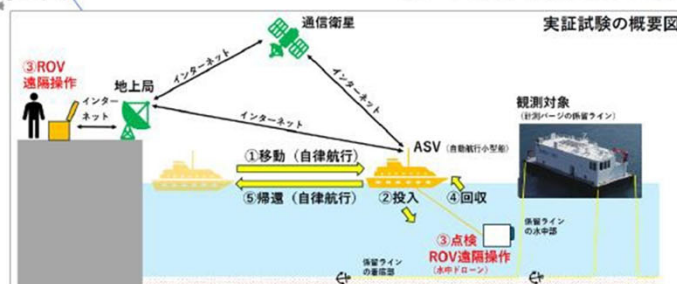 実証試験の概要図
通信衛星
③ROV
遠隔操作
地上局
インターネット
インターネット
インター
ネット
インターネット
観測対象
(計測バージの係留ライン)
ASV (自動航行小型船)
①移動（自律航行）
⑤帰還（自律航行）
②投入
④回収
③点検
ROV遠隔操作
(水中ドローン)
係留ライン
の水中部
係留ライン
の着底部